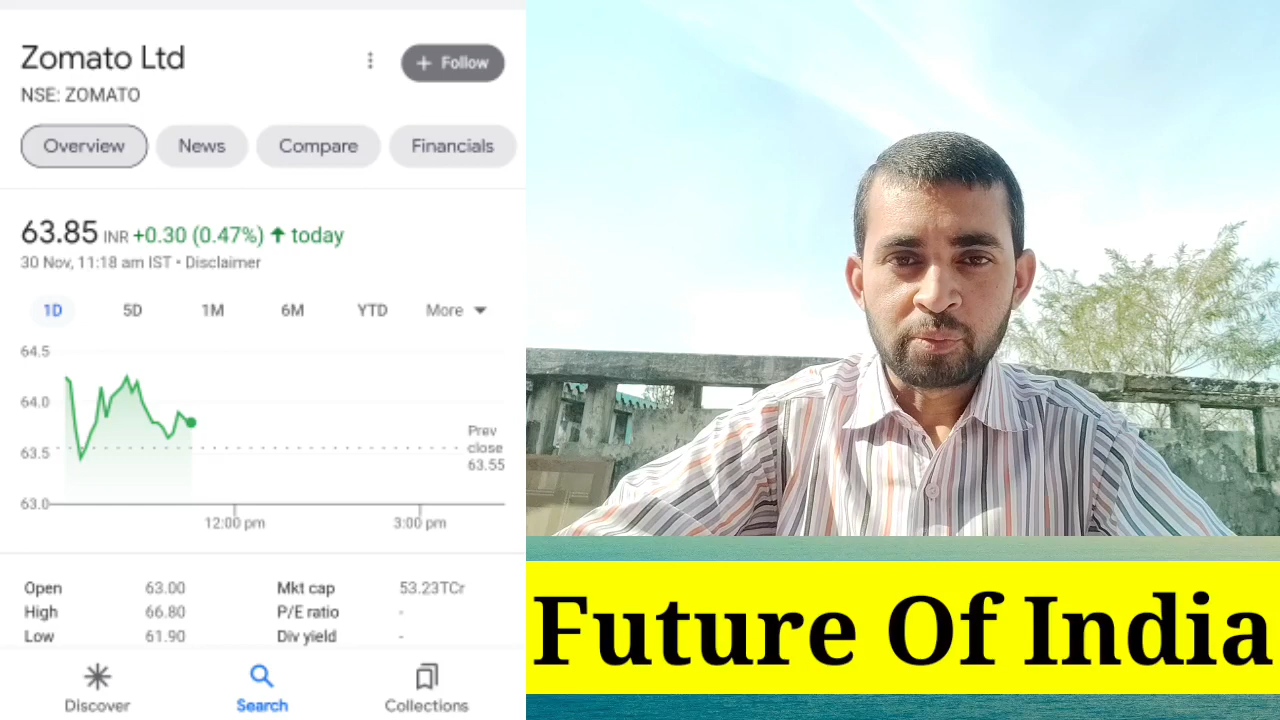 Zomato Ltd
+ Follow
NSE: ZOMATO
Overview News Compare Financials
63.85 INR +0.30 (0.47%) ↑ today
30 Nov, 11:18 am IST • Disclaimer
1D 5D 1M 6M YTD More
64.5
64.0
63.5
63.0
Prev
close
63.55
12:00 pm 3:00 pm
Open 63.00 Mkt cap 53.23TCr
High 66.80 P/E ratio -
Low 61.90 Div yield -
Discover Search Collections
Future Of India